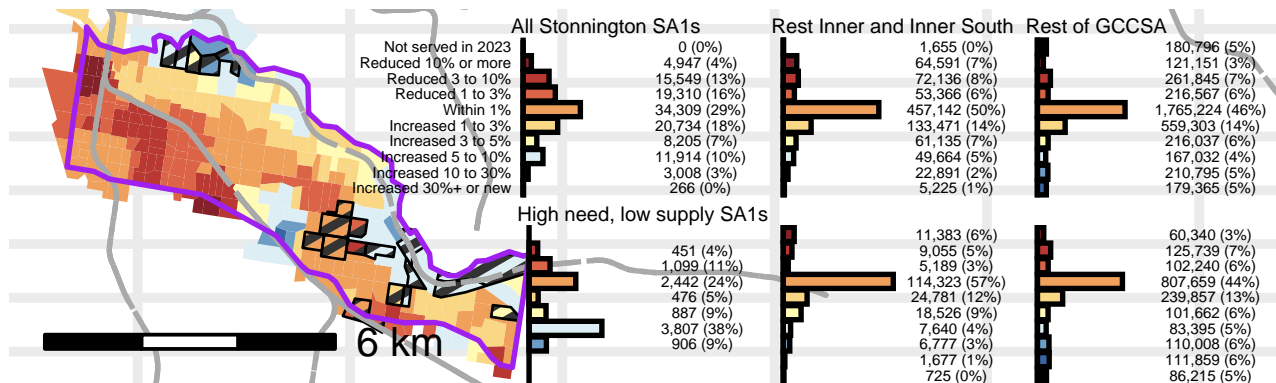 All Stonnington SA1s Rest Inner and Inner South Rest of GCCSA
Not served in 2023 0 (0%) 1,655 (0%) 180,796 (5%)
Reduced 10% or more 4,947 (4%) 64,591 (7%) 121,151 (3%)
Reduced 3 to 10% 15,549 (13%) 72,136 (8%) 261,845 (7%)
Reduced 1 to 3% 19,310 (16%) 53,366 (6%) 216,567 (6%)
Within 1% 34,309 (29%) 457,142 (50%) 1,765,224 (46%)
Increased 1 to 3% 20,734 (18%) 133,471 (14%) 559,303 (14%)
Increased 3 to 5% 8,205 (7%) 61,135 (7%) 216,037 (6%)
Increased 5 to 10% 11,914 (10%) 49,664 (5%) 167,032 (4%)
Increased 10 to 30% 3,008 (3%) 22,891 (2%) 210,795 (5%)
Increased 30%+ or new 266 (0%) 5,225 (1%) 179,365 (5%)
High need, low supply SA1s
11,383 (6%) 60,340 (3%)
451 (4%) 9,055 (5%) 125,739 (7%)
1,099 (11%) 5,189 (3%) 102,240 (6%)
2,442 (24%) 114,323 (57%) 807,659 (44%)
476 (5%) 24,781 (12%) 239,857 (13%)
887 (9%) 18,526 (9%) 101,662 (6%)
3,807 (38%) 7,640 (4%) 83,395 (5%)
906 (9%) 6,777 (3%) 110,008 (6%)
1,677 (1%) 111,859 (6%)
725 (0%) 86,215 (5%)
6 km